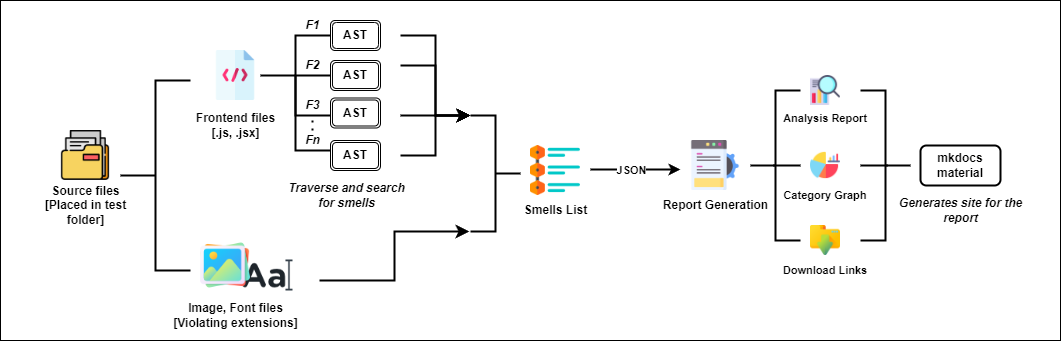 Source files
[Placed in test
folder]
Frontend files
[.js, .jsx]
F1
AST
F2
AST
F3
AST
:
Fn
AST
Traverse and search
for smells
Aa
Image, Font files
[Violating extensions]
Smells List
JSON
Report Generation
Analysis Report
Category Graph
Download Links
mkdocs
material
Generates site for the
report